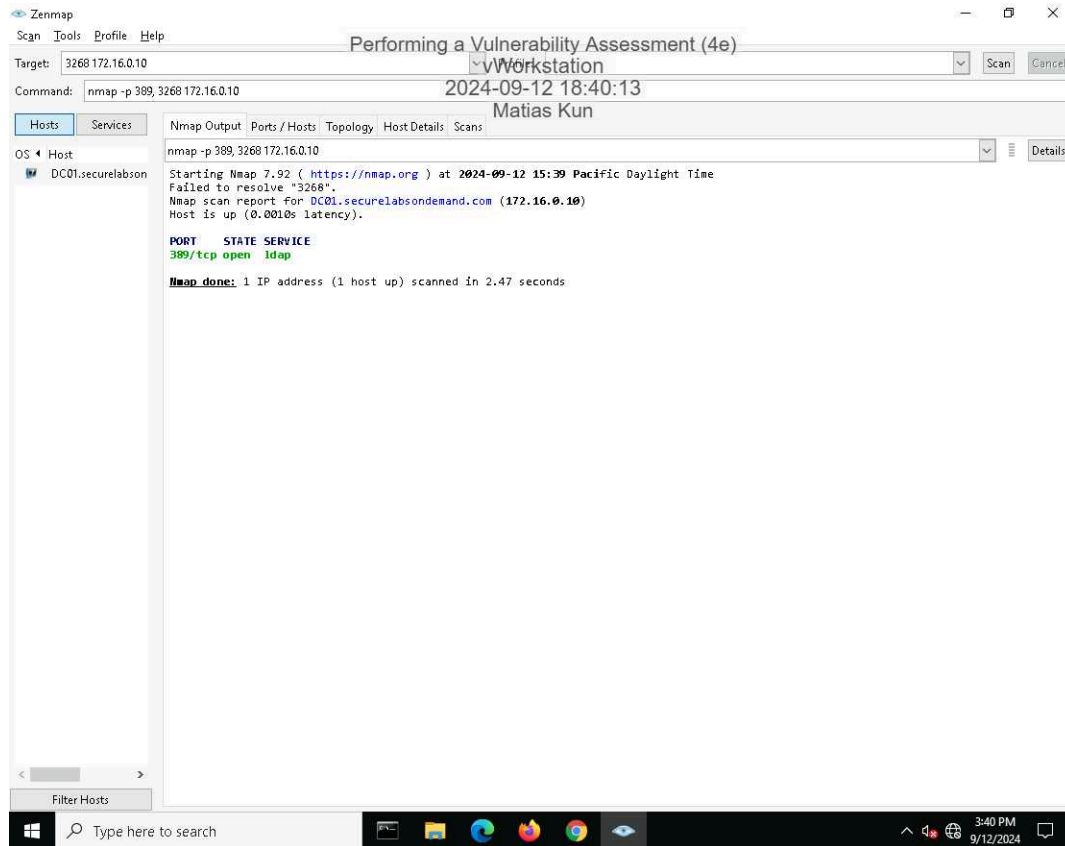 Zenmap
Scan Tools Profile Help
Performing a Vulnerability Assessment (4e)
vWorkstation
2024-09-12 18:40:13
Matias Kun
Target: 3268 172.16.0.10 Scan Cancel
Command: nmap -p 389, 3268 172.16.0.10
Hosts Services
Nmap Output Ports / Hosts Topology Host Details Scans
OS Host
DC01.securelabson
nmap -p 389, 3268 172.16.0.10 Details
Starting Nmap 7.92 ( https://nmap.org ) at 2024-09-12 15:39 Pacific Daylight Time
Failed to resolve "3268".
Nmap scan report for DC01.securelabsondemand.com (172.16.0.10)
Host is up (0.0010s latency).
PORT STATE SERVICE
389/tcp open ldap
Nmap done: 1 IP address (1 host up) scanned in 2.47 seconds
Filter Hosts
Type here to search
3:40 PM
9/12/2024